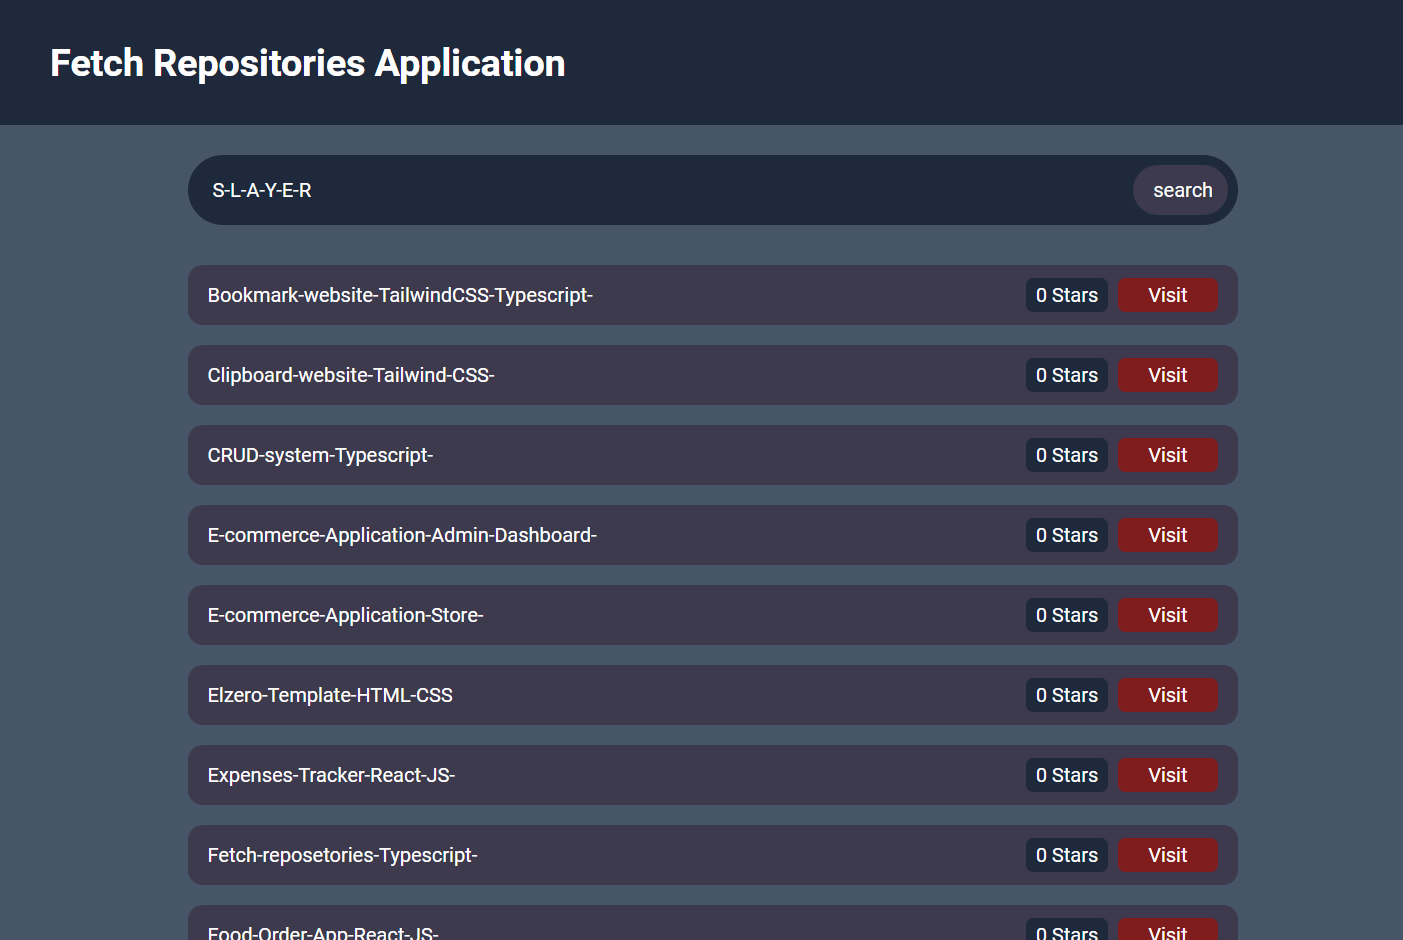 Fetch Repositories Application
S-L-A-Y-E-R search
Bookmark-website-TailwindCSS-Typescript- 0 Stars Visit
Clipboard-website-Tailwind-CSS- 0 Stars Visit
CRUD-system-Typescript- 0 Stars Visit
E-commerce-Application-Admin-Dashboard- 0 Stars Visit
E-commerce-Application-Store- 0 Stars Visit
Elzero-Template-HTML-CSS 0 Stars Visit
Expenses-Tracker-React-JS- 0 Stars Visit
Fetch-reposetories-Typescript- 0 Stars Visit
Food-Order-App-React-JS- 0 Stars Visit